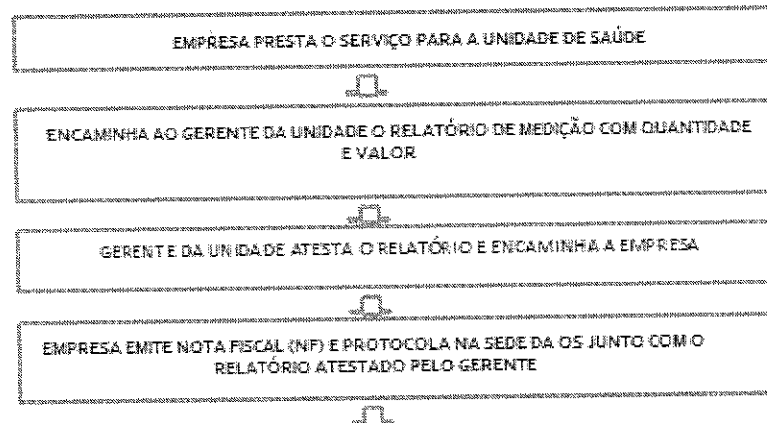 EMPRESA PRESTA O SERVIÇO PARA A UNIDADE DE SAÚDE
ENCAMINHA AO GERENTE DA UNIDADE O RELATÓRIO DE MEDIÇÃO COM QUANTIDADE
E VALOR
GERENTE DA UNIDADE ATESTA O RELATÓRIO E ENCAMINHA A EMPRESA
EMPRESA EMITE NOTA FISCAL (NF) E PROTOCOLA NA SEDE DA OS JUNTO COM O
RELATÓRIO ATESTADO PELO GERENTE